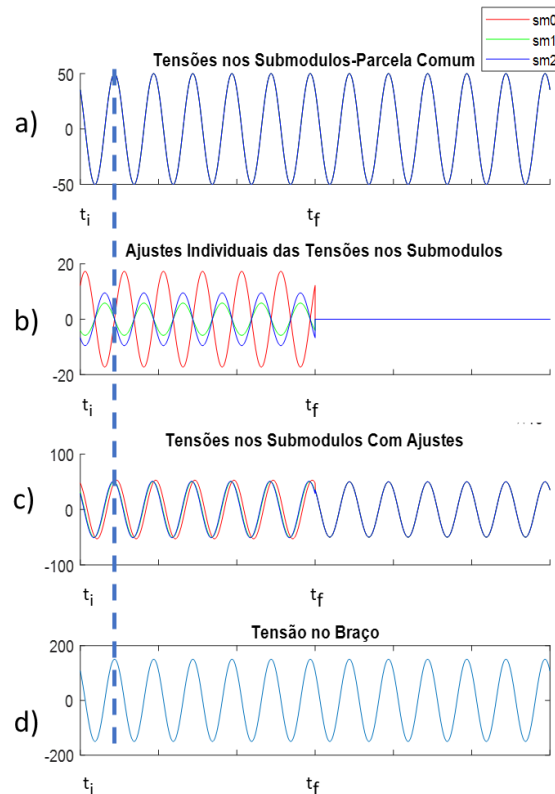 sm0
sm1
sm2
Tensões nos Submodulos-Parcela Comum
50
a)
0
-50
ti
tf
Ajustes Individuais das Tensões nos Submodulos
20
b)
0
-20
ti
tf
Tensões nos Submodulos Com Ajustes
100
c)
0
-100
ti
tf
Tensão no Braço
200
d)
0
-200
ti
tf